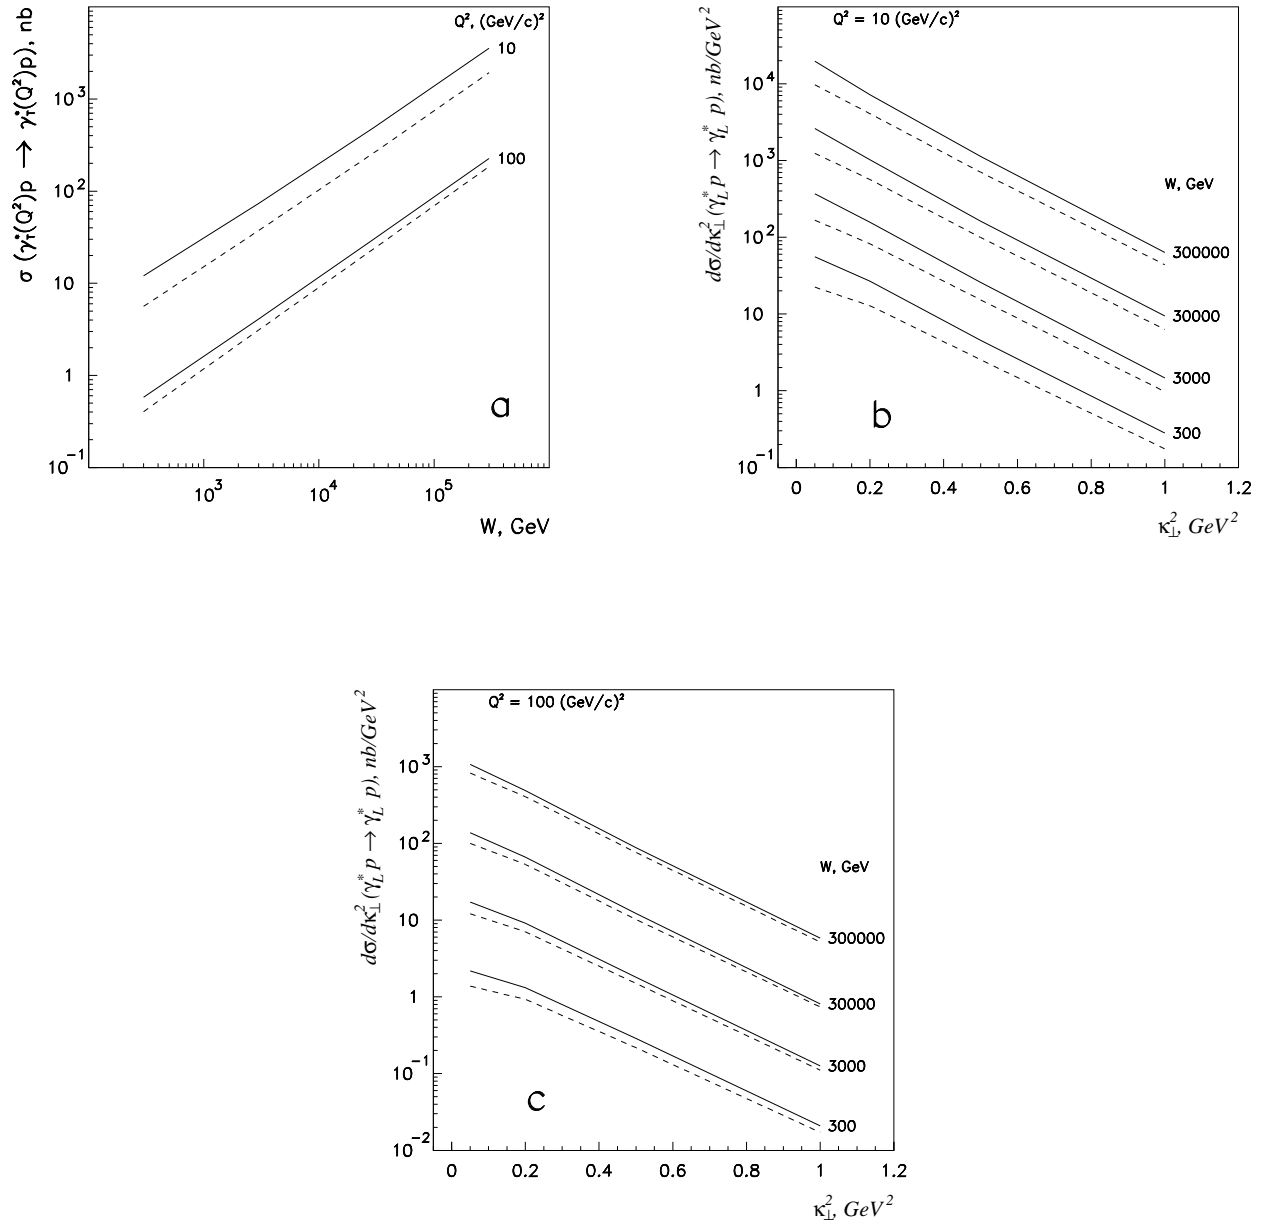 σ (γ*T(Q²)p → γ*T(Q²)p), nb
Q², (GeV/c)²
10
100
10³
10²
10
1
10⁻¹
10³ 10⁴ 10⁵
W, GeV
a
dσ/dκ²⊥(γ*L p → γ*L p), nb/GeV²
Q² = 10 (GeV/c)²
10⁴
10³
10²
10
1
10⁻¹
W, GeV
300000
30000
3000
300
b
0 0.2 0.4 0.6 0.8 1 1.2
κ²⊥, GeV²
dσ/dκ²⊥(γ*L p → γ*L p), nb/GeV²
Q² = 100 (GeV/c)²
10³
10²
10
1
10⁻¹
10⁻²
W, GeV
300000
30000
3000
300
c
0 0.2 0.4 0.6 0.8 1 1.2
κ²⊥, GeV²